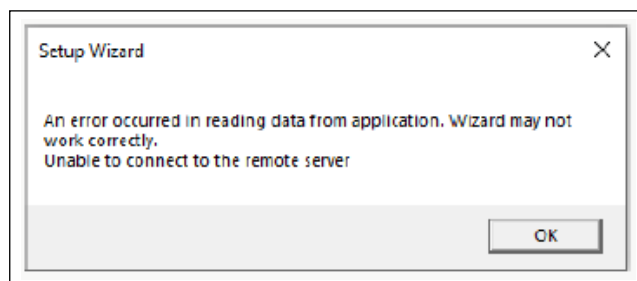 Setup Wizard
An error occurred in reading data from application. Wizard may not
work correctly.
Unable to connect to the remote server
OK